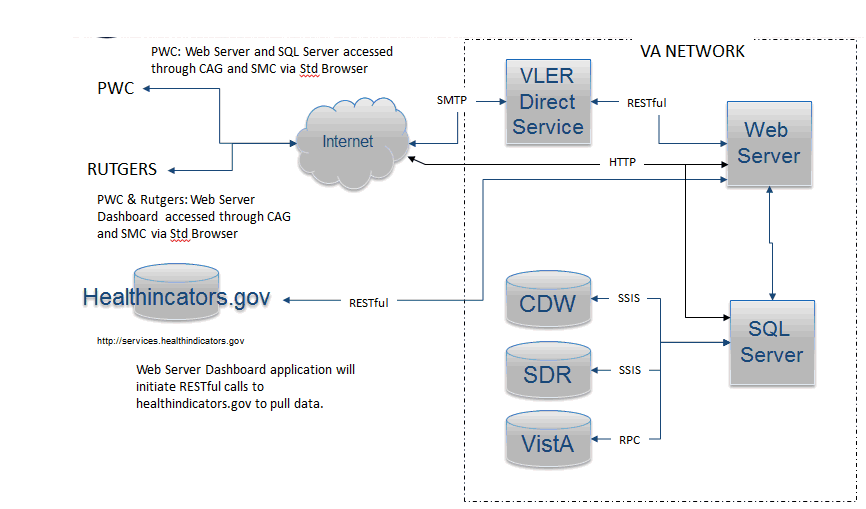 PWC: Web Server and SQL Server accessed
through CAG and SMC via Std Browser
VA NETWORK
PWC
SMTP
VLER
Direct
Service
RESTful
Web
Server
Internet
HTTP
RUTGERS
PWC & Rutgers: Web Server
Dashboard accessed through CAG
and SMC via Std Browser
Healthincators.gov
RESTful
CDW
SSIS
SQL
Server
http://services.healthindicators.gov
SDR
SSIS
Web Server Dashboard application will
initiate RESTful calls to
healthindicators.gov to pull data.
VistA
RPC